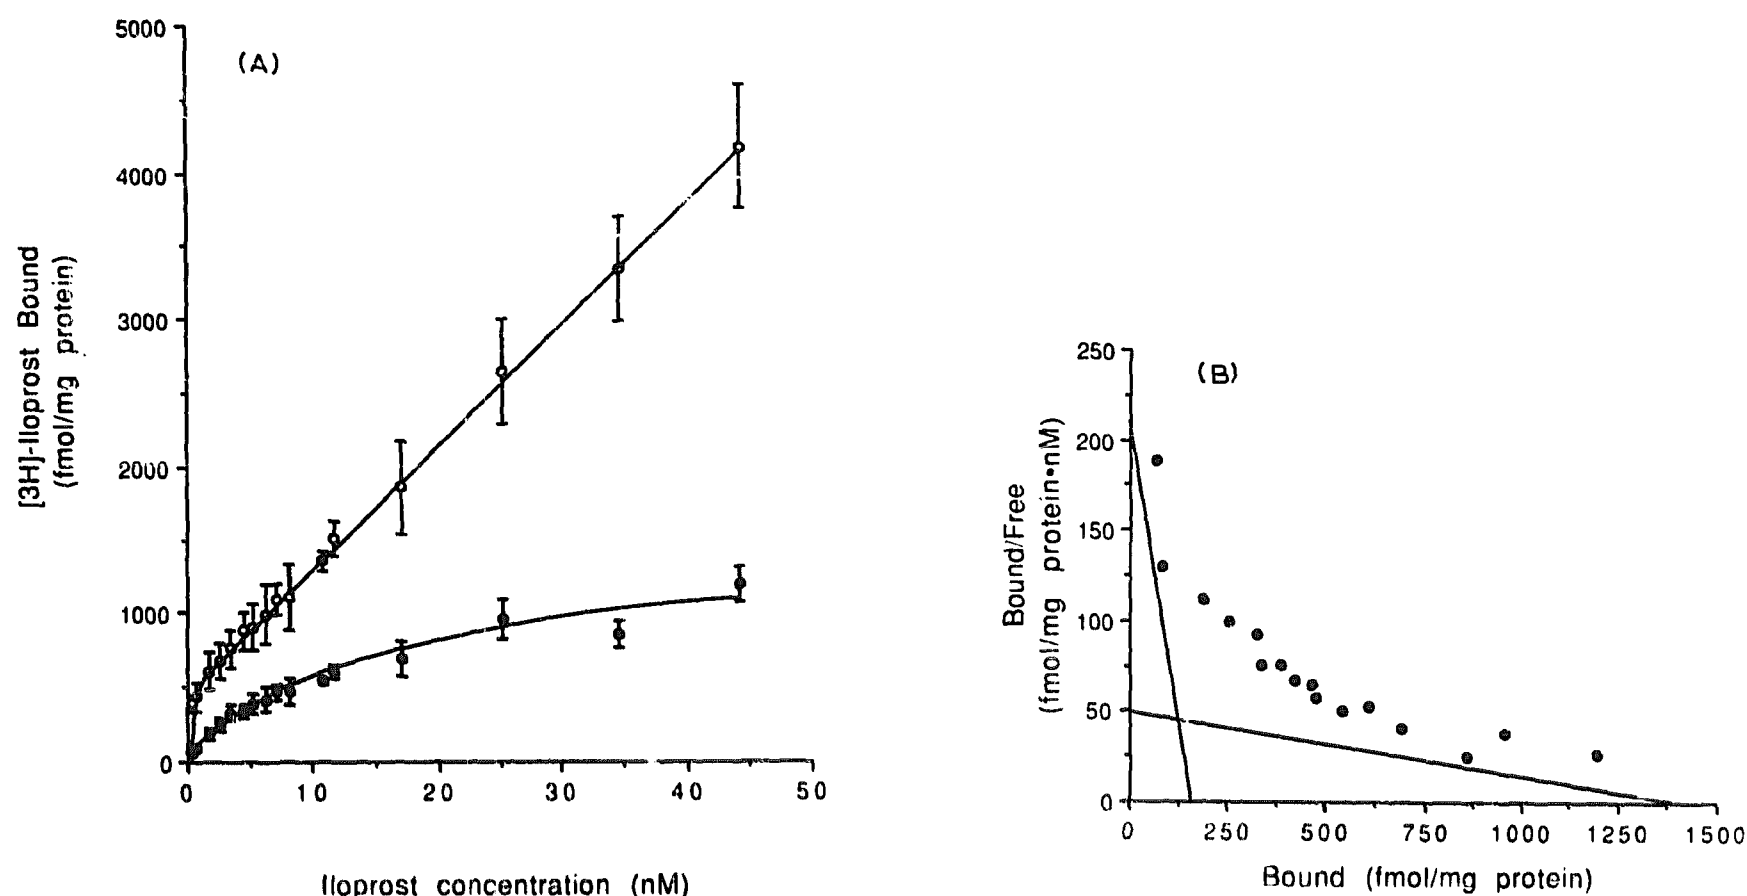 5000
(A)
4000
3000
2000
1000
0
0 10 20 30 40 50
[3H]-Iloprost Bound
(fmol/mg protein)
Iloprost concentration (nM)
250
(B)
200
150
100
50
0
0 250 500 750 1000 1250 1500
Bound/Free
(fmol/mg protein•nM)
Bound (fmol/mg protein)